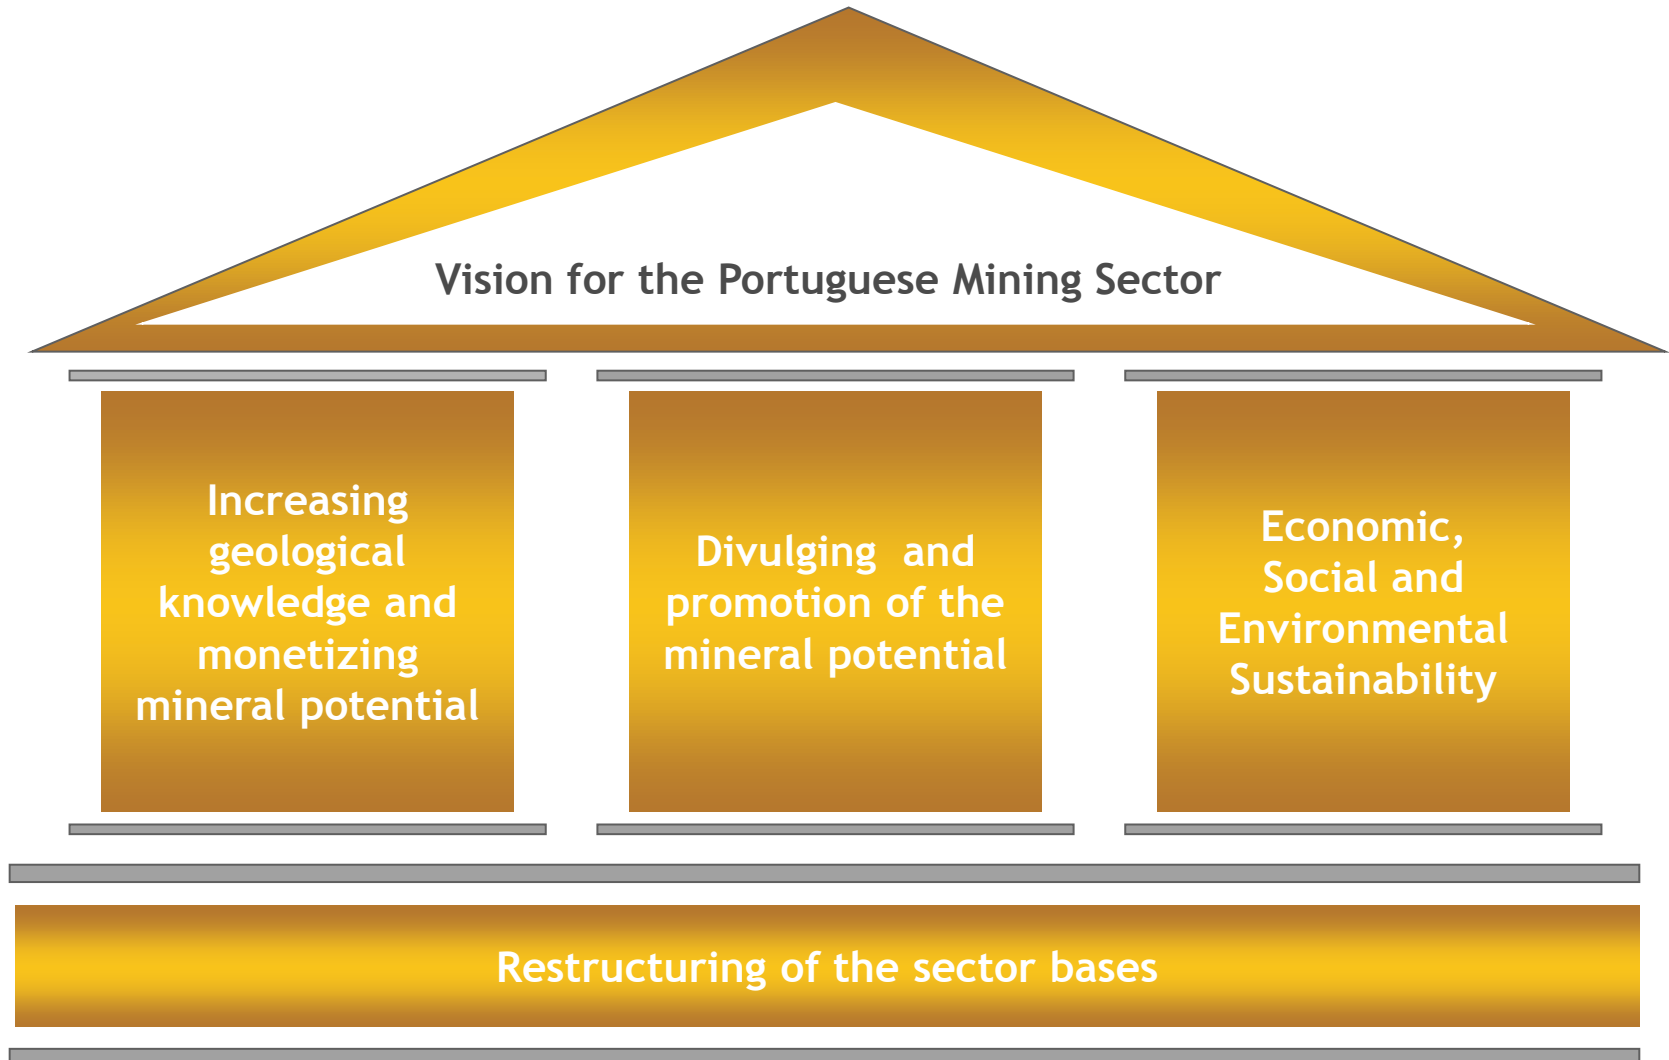 Vision for the Portuguese Mining Sector
Increasing
geological
knowledge and
monetizing
mineral potential
Divulging  and
promotion of the
mineral potential
Economic,
Social and
Environmental
Sustainability
Restructuring of the sector bases